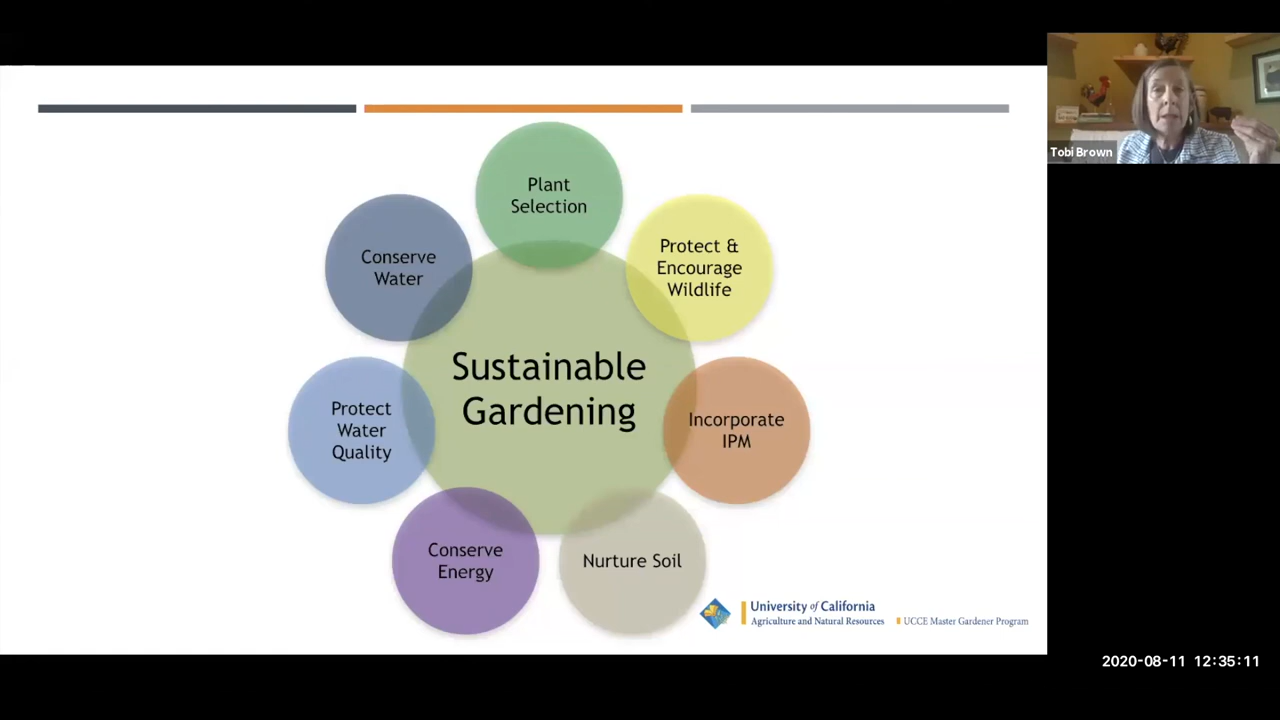 Plant
Selection
Protect &
Encourage
Wildlife
Conserve
Water
Sustainable
Gardening
Incorporate
IPM
Protect
Water
Quality
Conserve
Energy
Nurture Soil
University of California
Agriculture and Natural Resources
UCCE Master Gardener Program
Tobi Brown
2020-08-11 12:35:11